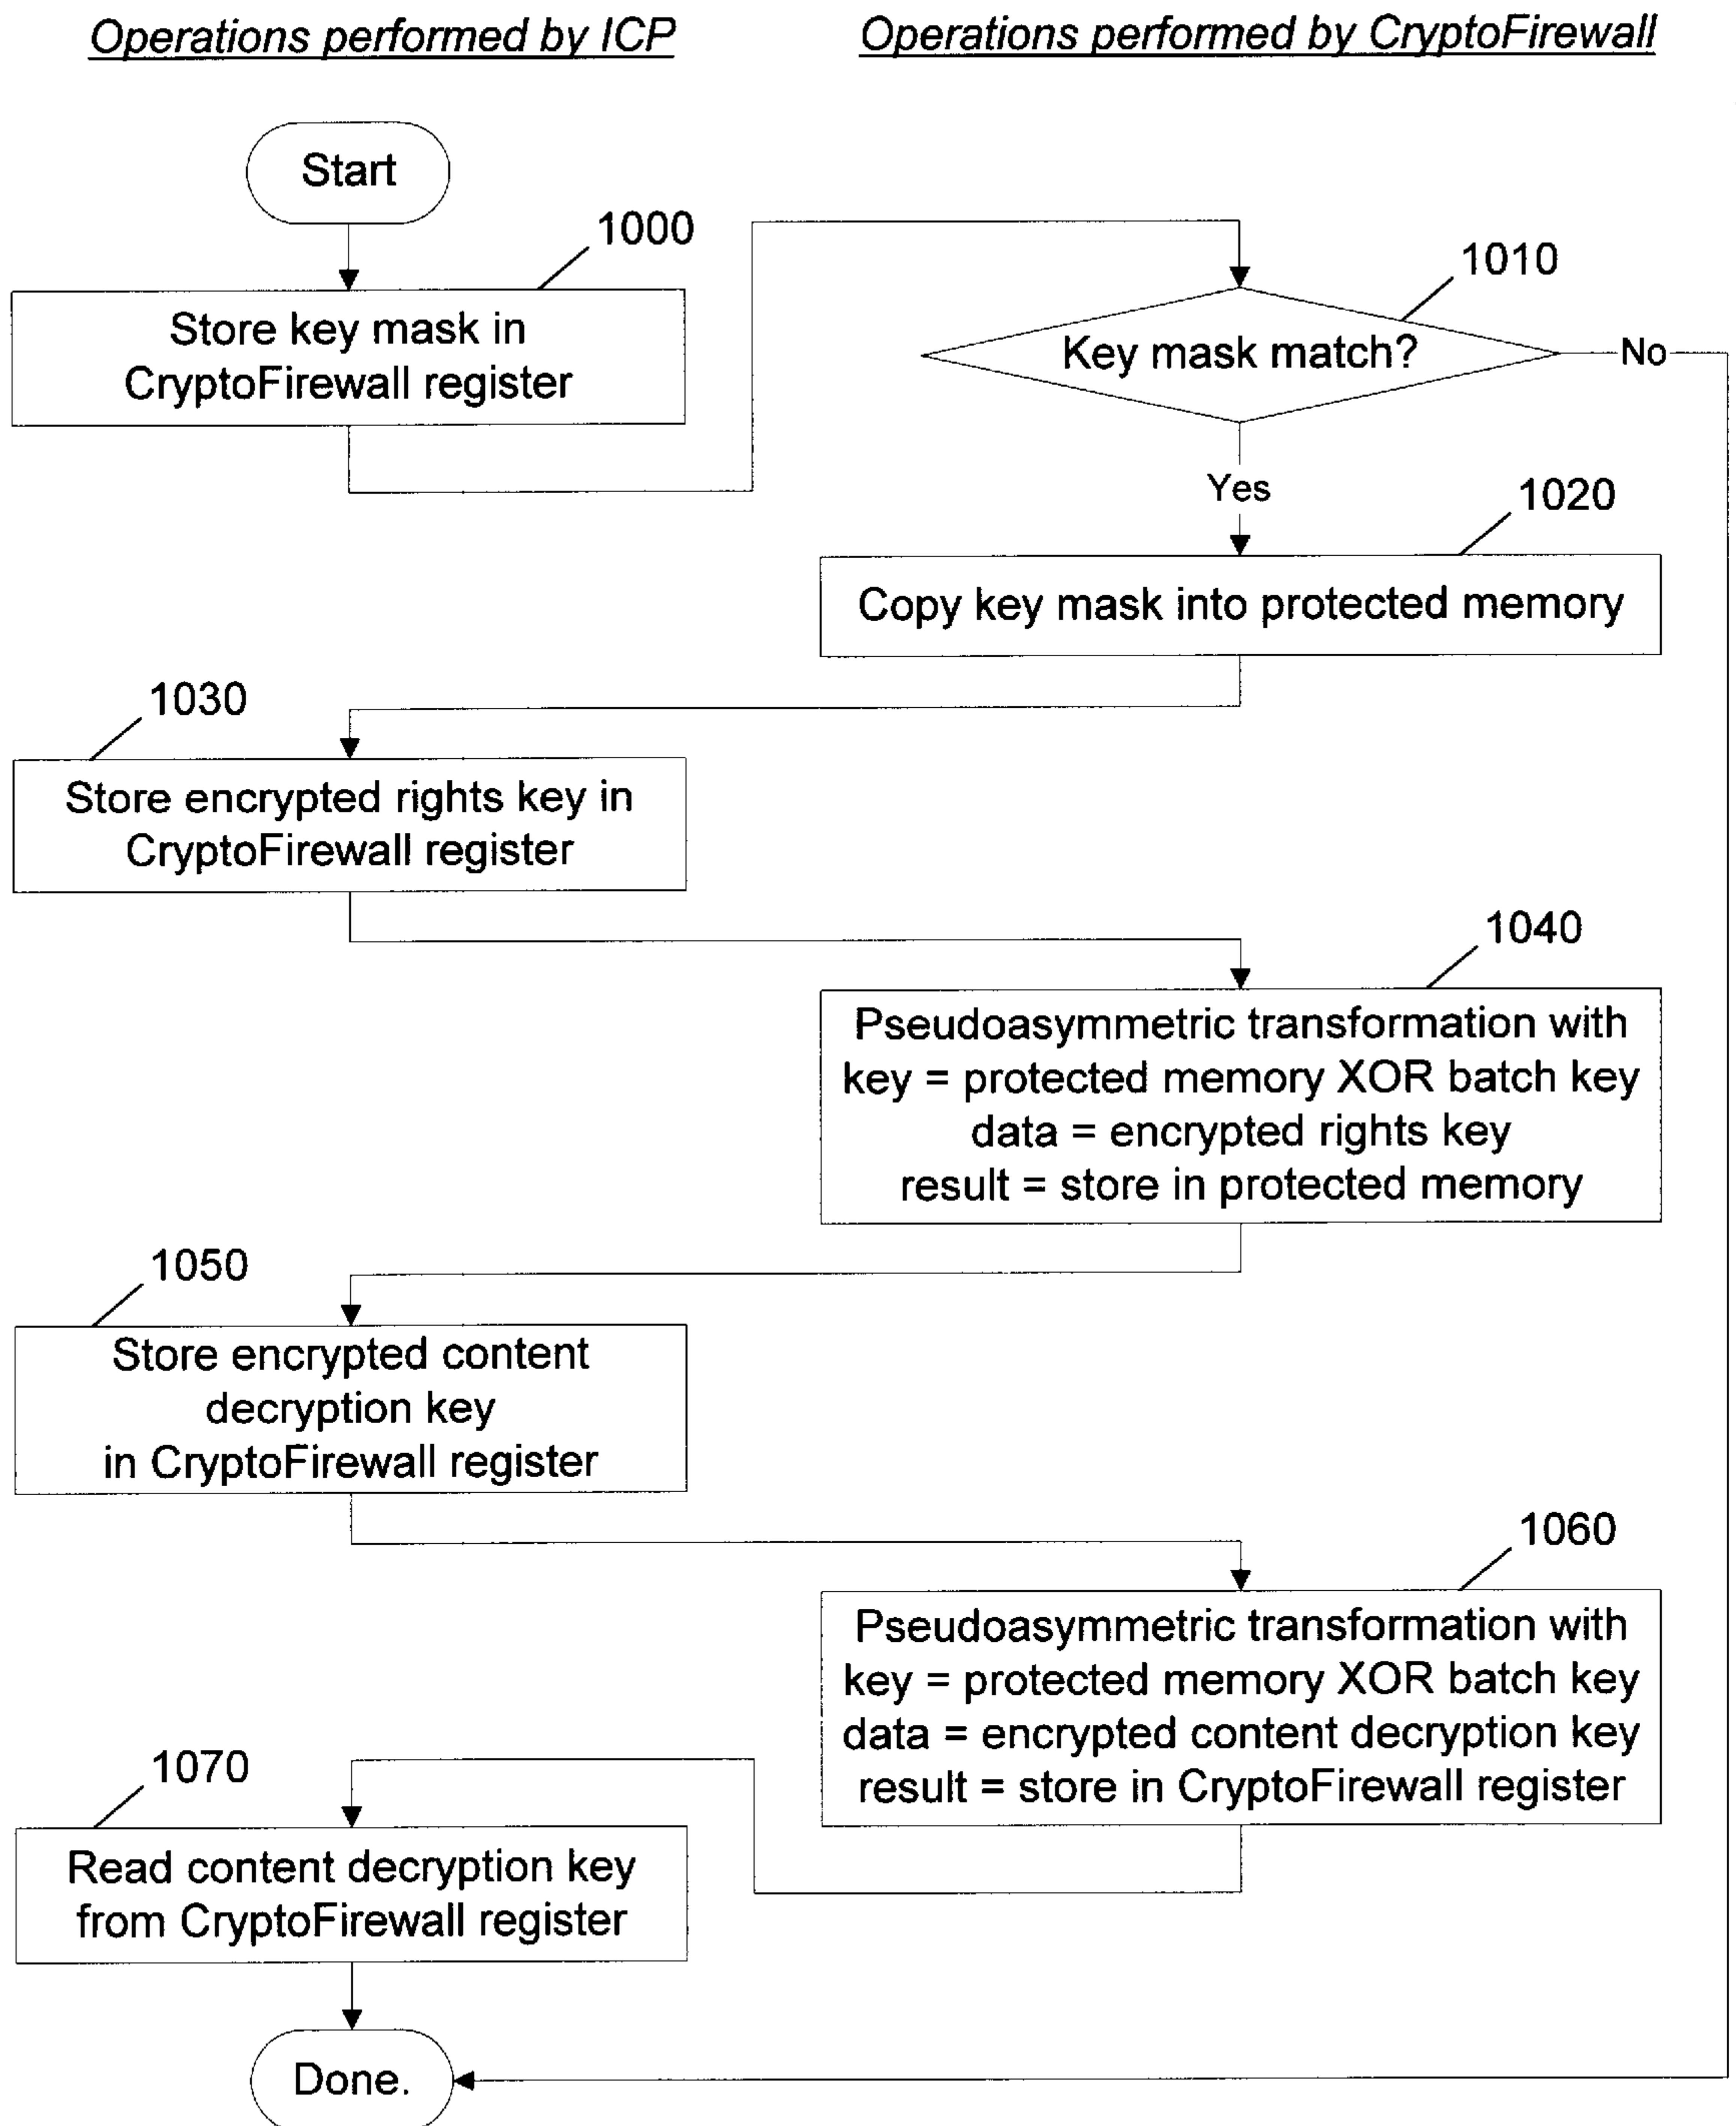 Operations performed by ICP
Operations performed by CryptoFirewall
Start
1000
Store key mask in
CryptoFirewall register
1010
Key mask match?
No
Yes
1020
Copy key mask into protected memory
1030
Store encrypted rights key in
CryptoFirewall register
1040
Pseudoasymmetric transformation with
key = protected memory XOR batch key
data = encrypted rights key
result = store in protected memory
1050
Store encrypted content
decryption key
in CryptoFirewall register
1060
Pseudoasymmetric transformation with
key = protected memory XOR batch key
data = encrypted content decryption key
result = store in CryptoFirewall register
1070
Read content decryption key
from CryptoFirewall register
Done.